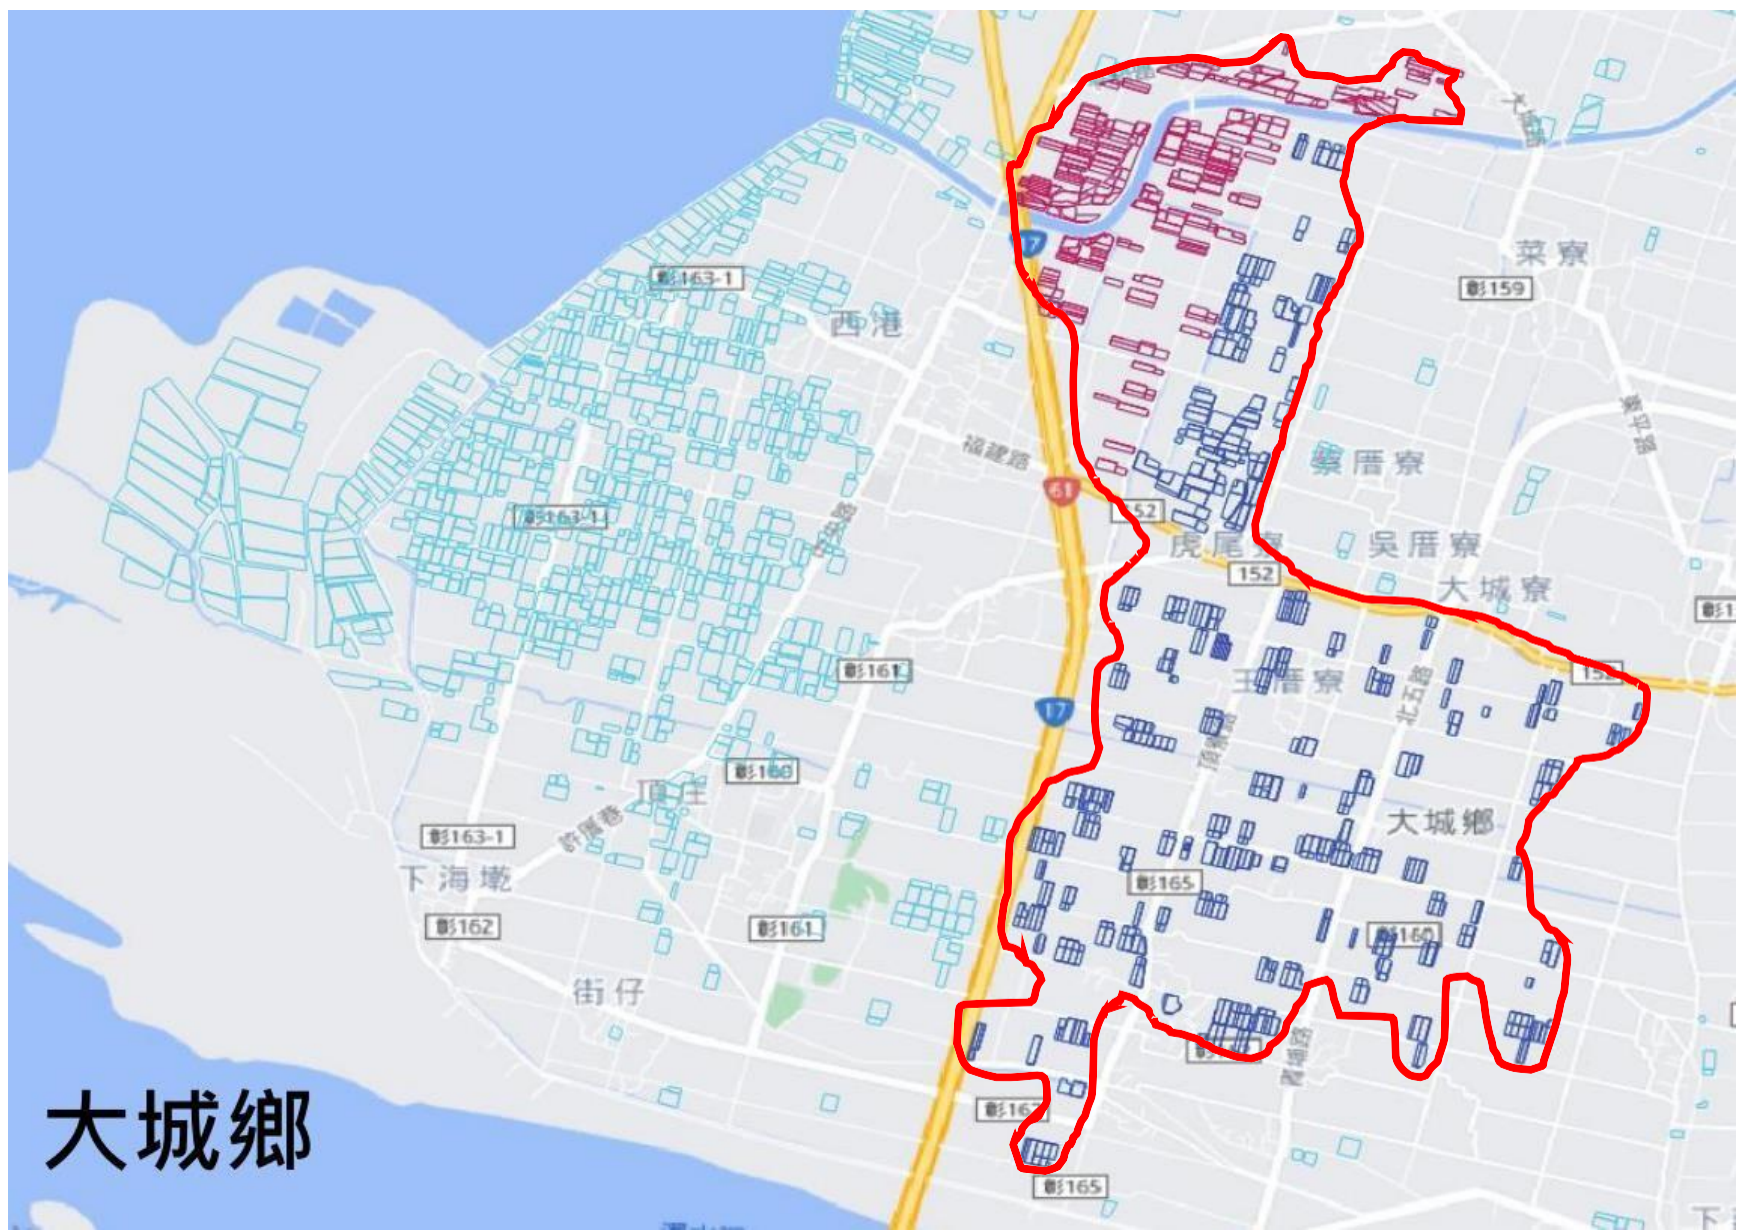 17
菜寮
彰163-1
彰159
西港
福建路
蔡厝寮
61
彰163-1
吳厝寮
虎尾寮
152
大城寮
彰161
152
王厝寮
北五路
17
彰160
頂庄
大城鄉
彰163-1
許厝巷
下海墘
彰165
彰162
彰161
彰160
街仔
大城鄉
彰165